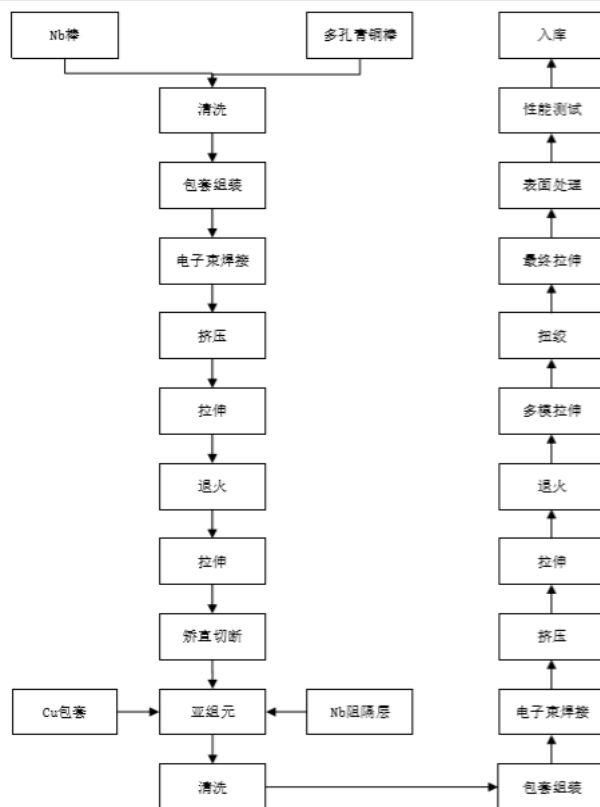 Nb棒
多孔青铜棒
清洗
包套组装
电子束焊接
挤压
拉伸
退火
拉伸
矫直切断
Cu包套
亚组元
Nb阻隔层
清洗
包套组装
电子束焊接
挤压
拉伸
退火
多模拉伸
扭绞
最终拉伸
表面处理
性能测试
入库